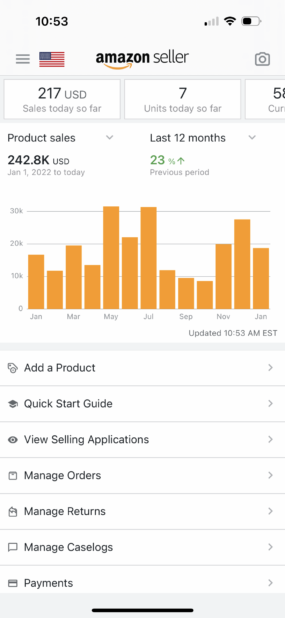 10:53
amazon seller
217 USD
Sales today so far
7
Units today so far
Product sales
Last 12 months
242.8K USD
Jan 1, 2022 to today
23 %↑
Previous period
30k
20k
10k
0
Jan Mar May Jul Sep Nov Jan
Updated 10:53 AM EST
Add a Product
Quick Start Guide
View Selling Applications
Manage Orders
Manage Returns
Manage Caselogs
Payments